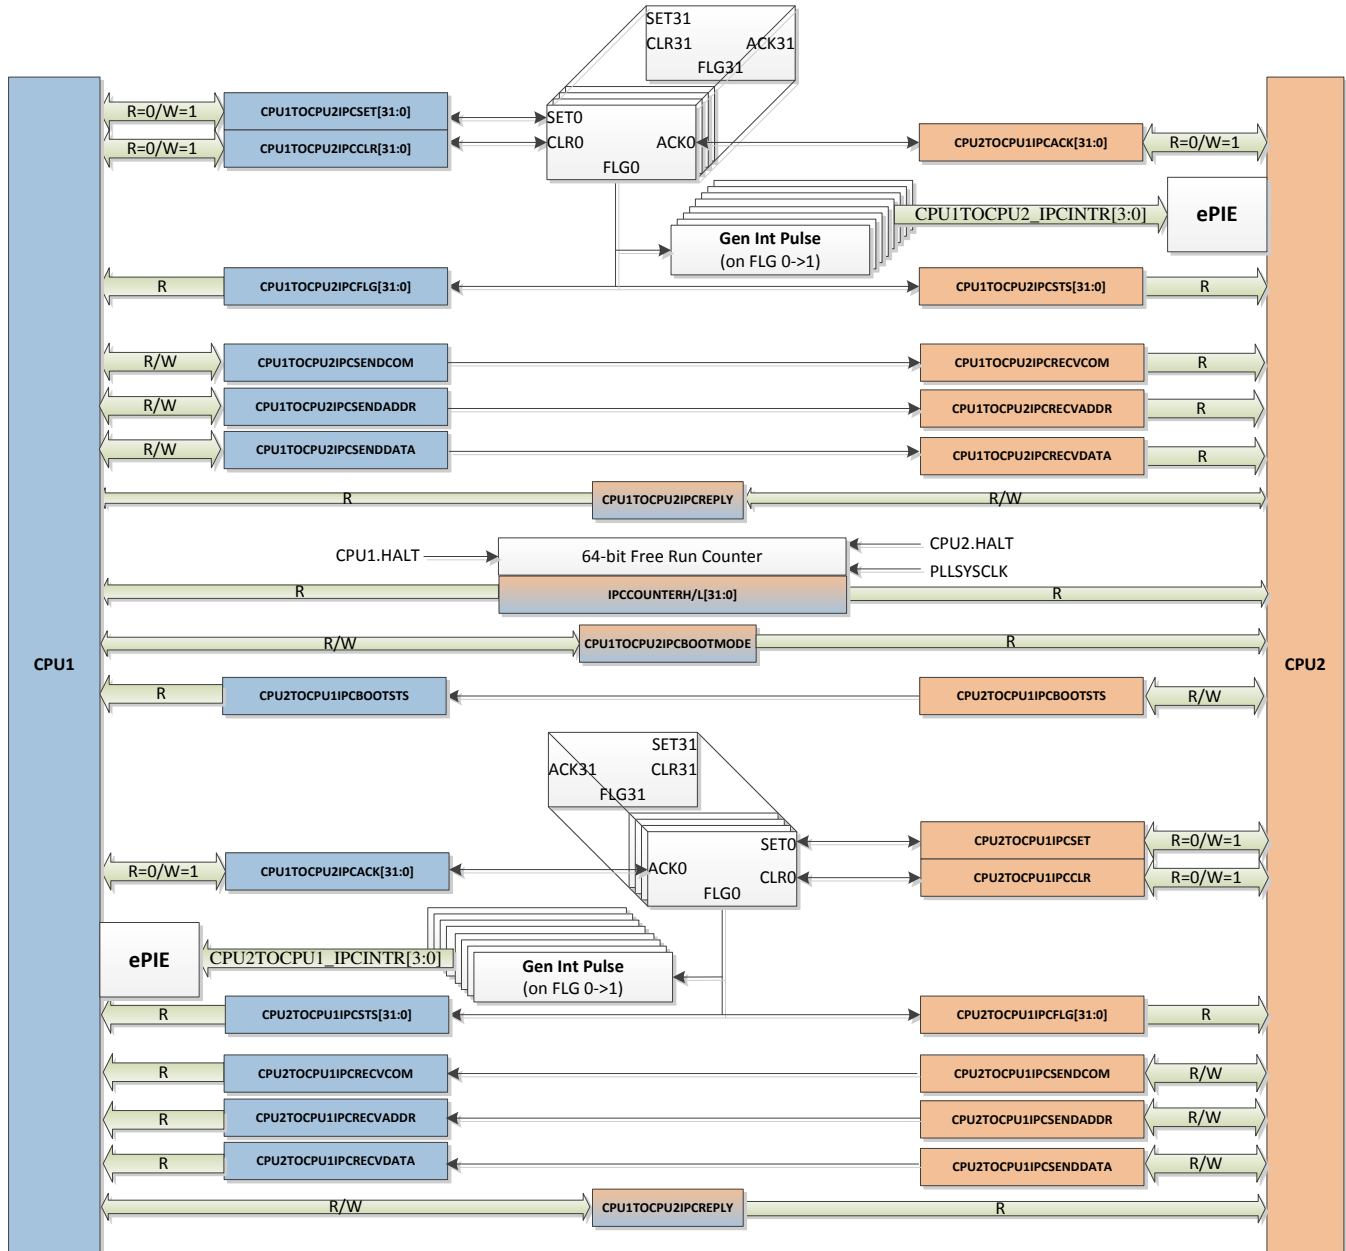 SET31
CLR31
ACK31
FLG31
R=0/W=1
CPU1TOCPU2IPCSET[31:0]
SET0
R=0/W=1
CPU1TOCPU2IPCCLR[31:0]
CLR0
ACK0
CPU2TOCPU1IPCACK[31:0]
R=0/W=1
FLG0
CPU1TOCPU2_IPCINTR[3:0]
ePIE
Gen Int Pulse
(on FLG 0->1)
R
CPU1TOCPU2IPCFLG[31:0]
CPU1TOCPU2IPCSTS[31:0]
R
R/W
CPU1TOCPU2IPCSENDCOM
CPU1TOCPU2IPCRECVCOM
R
R/W
CPU1TOCPU2IPCSENDADDR
CPU1TOCPU2IPCRECVADDR
R
R/W
CPU1TOCPU2IPCSENDDATA
CPU1TOCPU2IPCRECVDATA
R
R
CPU1TOCPU2IPCREPLY
R/W
CPU1.HALT
64-bit Free Run Counter
CPU2.HALT
PLLSYSCLK
R
IPCCOUNTERH/L[31:0]
R
R/W
CPU1TOCPU2IPCBOOTMODE
R
CPU1
CPU2
R
CPU2TOCPU1IPCBOOTSTS
CPU2TOCPU1IPCBOOTSTS
R/W
SET31
ACK31
CLR31
FLG31
SET0
CPU2TOCPU1IPCSET
R=0/W=1
R=0/W=1
CPU1TOCPU2IPCACK[31:0]
ACK0
CLR0
CPU2TOCPU1IPCCLR
R=0/W=1
FLG0
ePIE
CPU2TOCPU1_IPCINTR[3:0]
Gen Int Pulse
(on FLG 0->1)
R
CPU2TOCPU1IPCSTS[31:0]
CPU2TOCPU1IPCFLG[31:0]
R
R
CPU2TOCPU1IPCRECVCOM
CPU2TOCPU1IPCSENDCOM
R/W
R
CPU2TOCPU1IPCRECVADDR
CPU2TOCPU1IPCSENDADDR
R/W
R
CPU2TOCPU1IPCRECVDATA
CPU2TOCPU1IPCSENDDATA
R/W
R/W
CPU1TOCPU2IPCREPLY
R